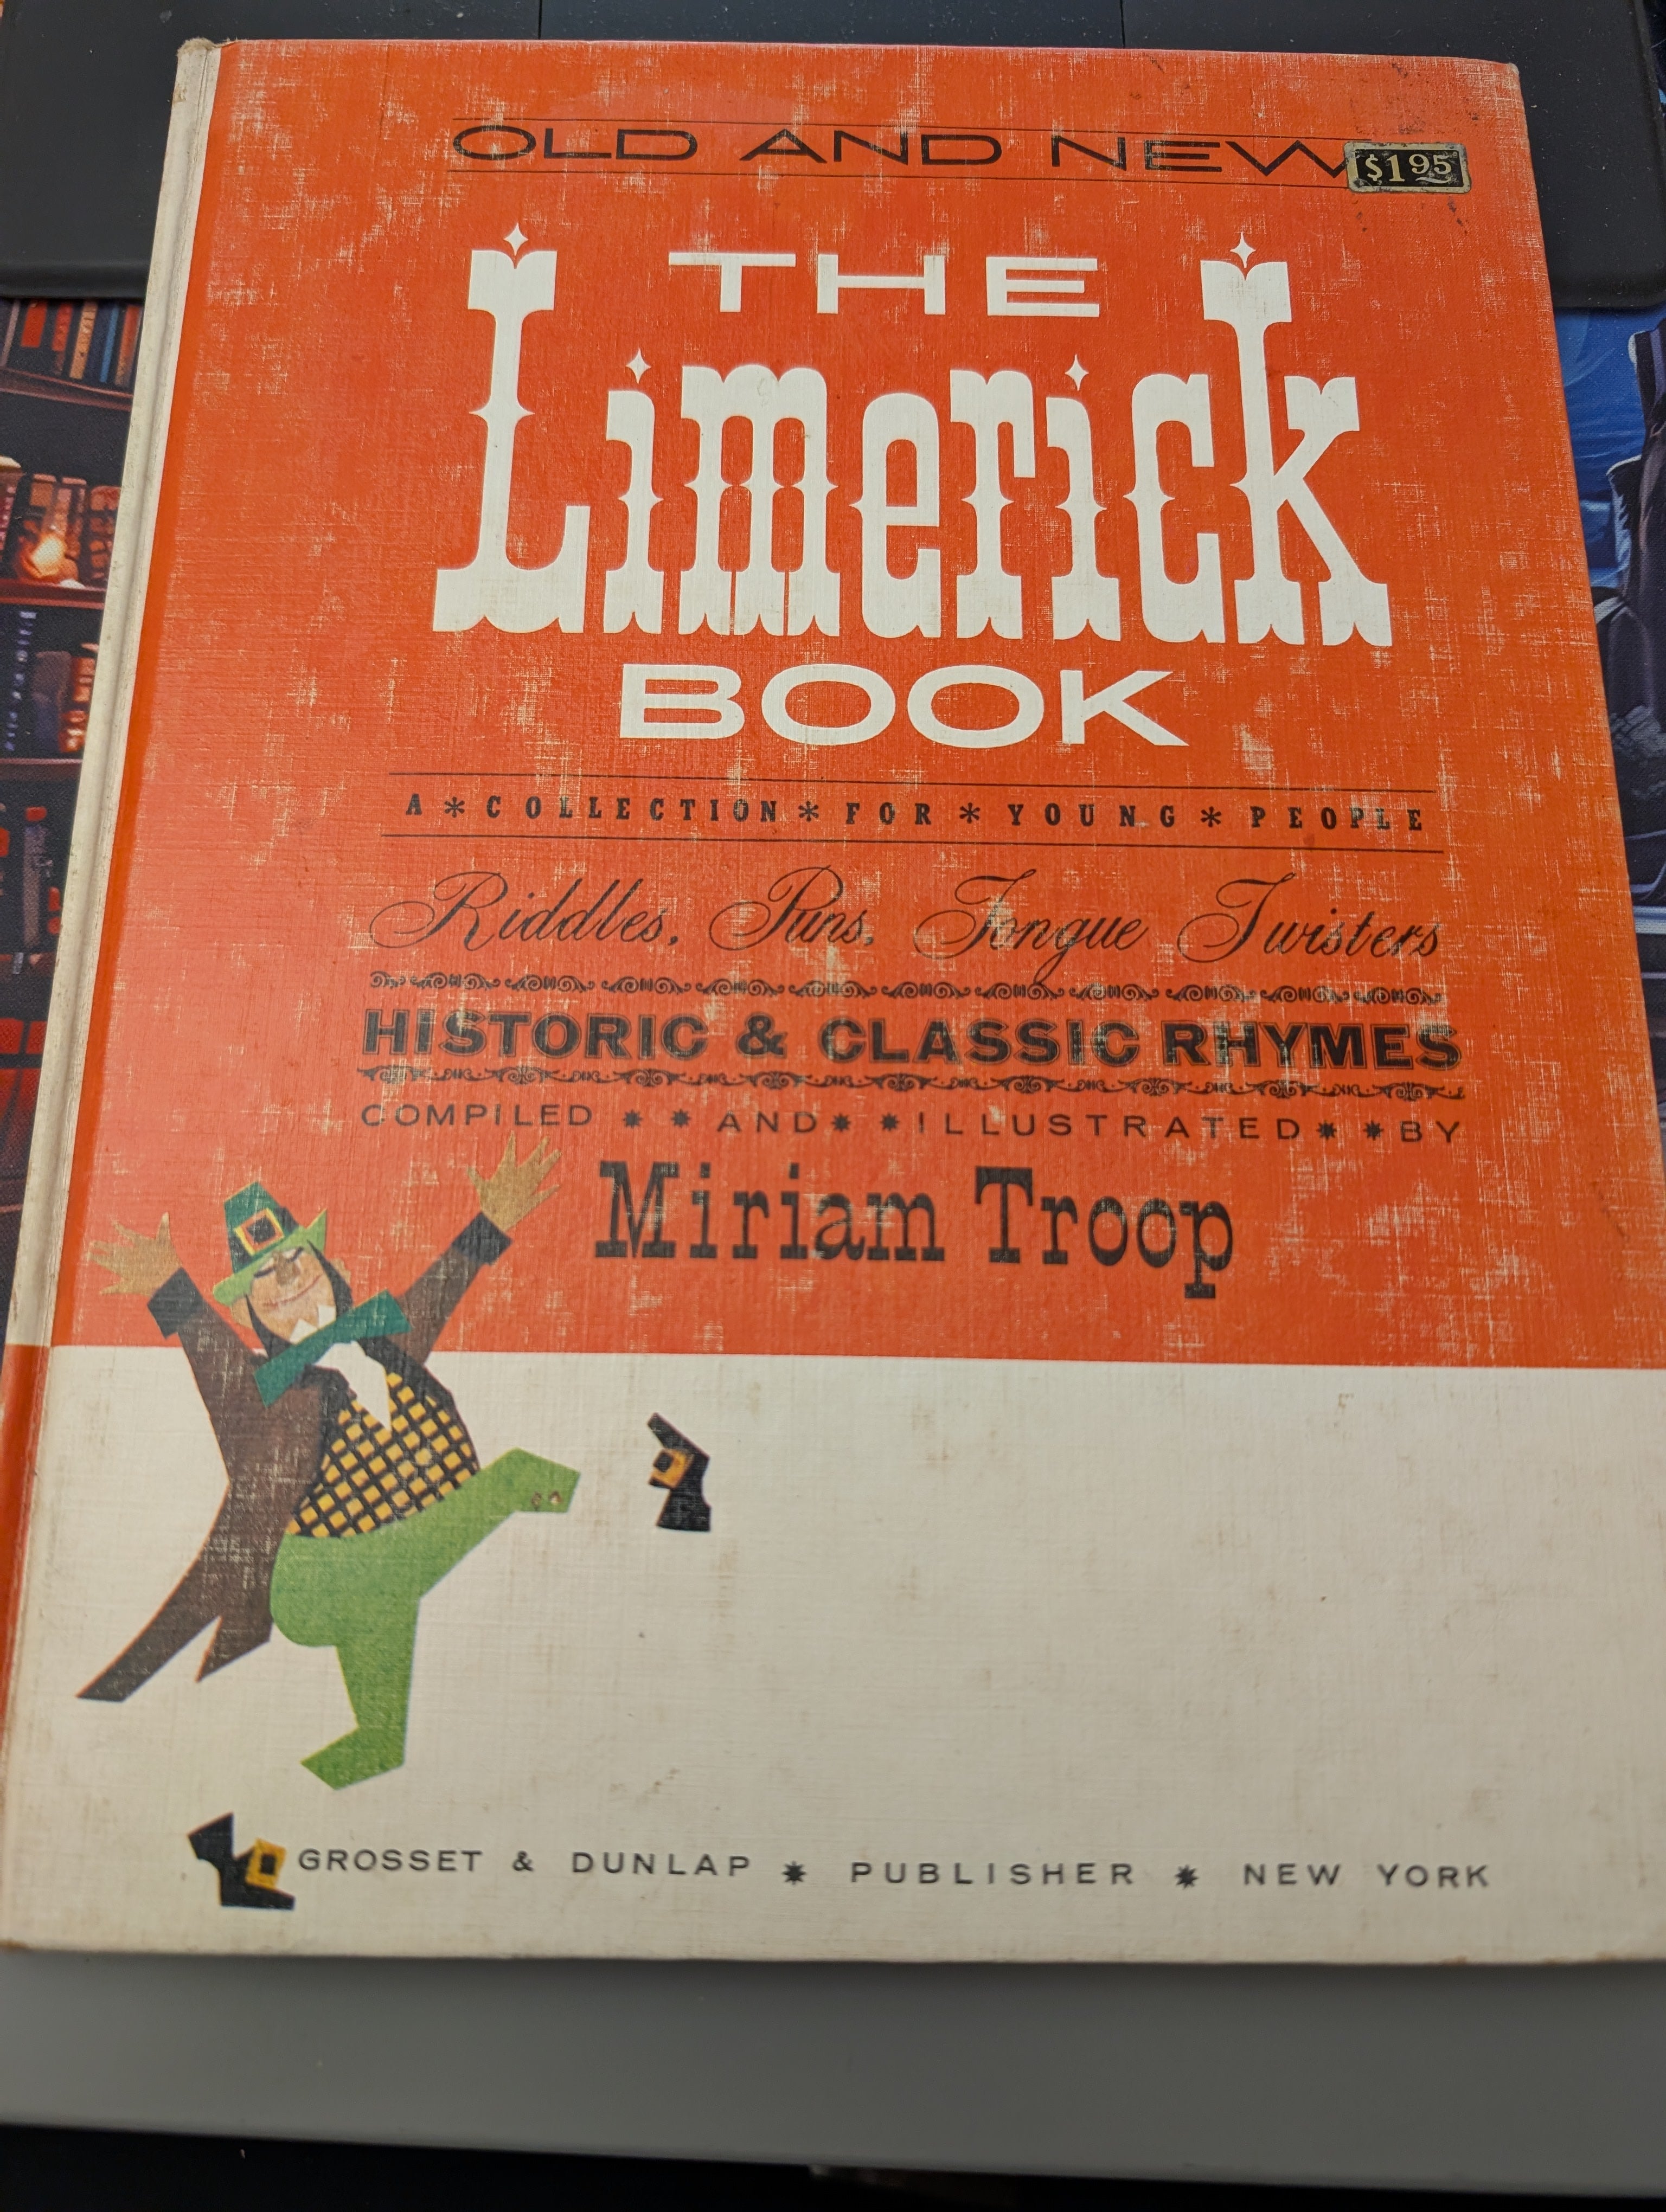 OLD AND NEW
$1.95
THE
Limerick
BOOK
A * COLLECTION * FOR * YOUNG * PEOPLE
Riddles, Puns, Tongue Twisters
HISTORIC & CLASSIC RHYMES
COMPILED * * AND * * ILLUSTRATED * * BY
Miriam Troop
GROSSET & DUNLAP * PUBLISHER * NEW YORK